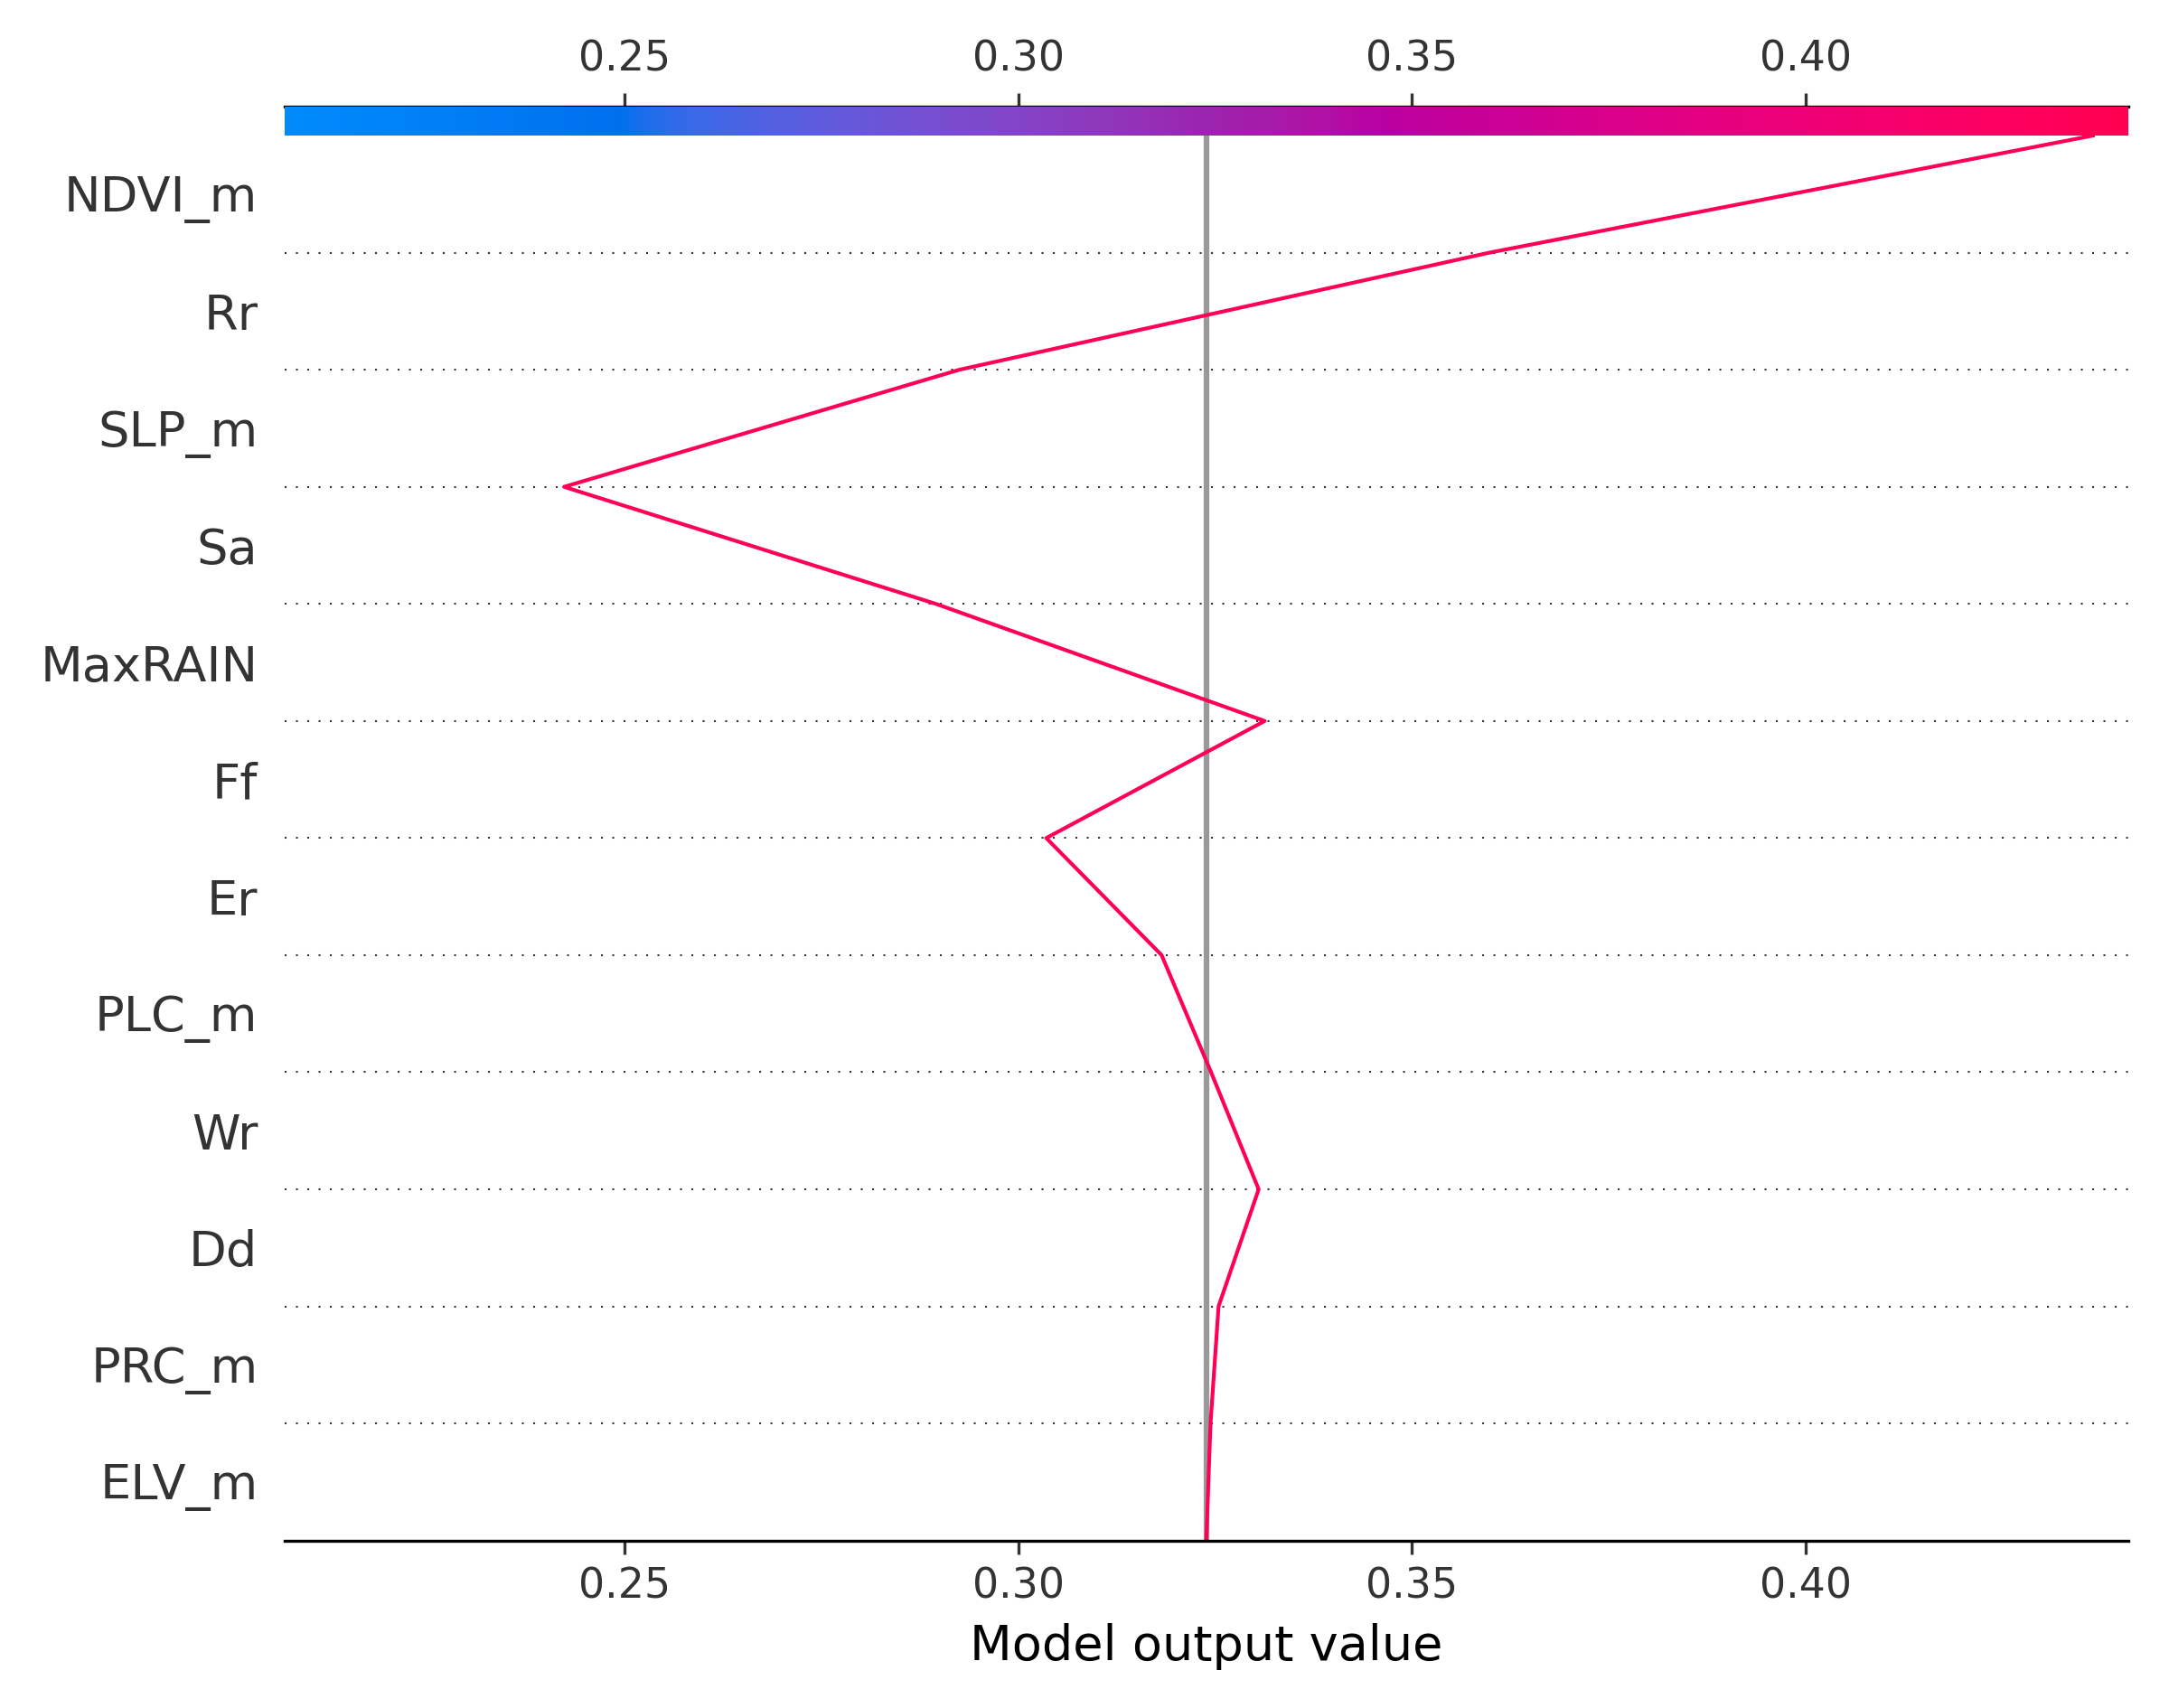 0.25 0.30 0.35 0.40
NDVI_m
Rr
SLP_m
Sa
MaxRAIN
Ff
Er
PLC_m
Wr
Dd
PRC_m
ELV_m
0.25 0.30 0.35 0.40
Model output value